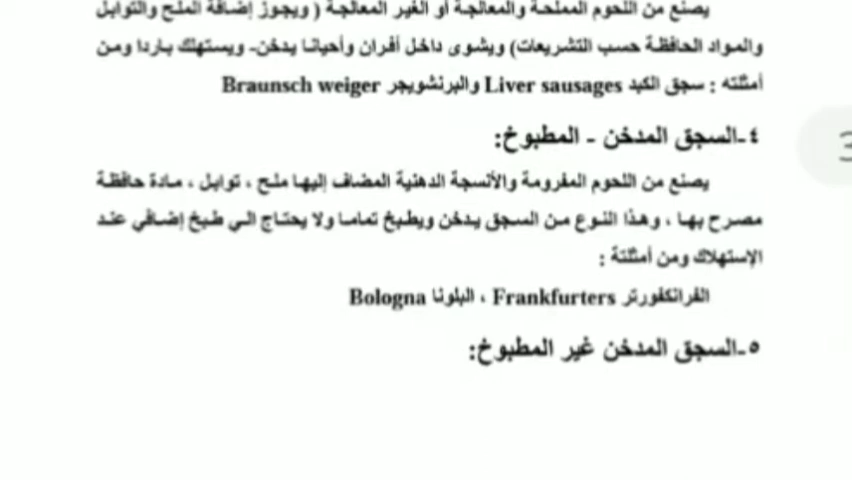 يصنع من اللحوم المملحة والمعالجة أو الغير المعالجة ( ويجوز إضافة الملح والتوابل
والمواد الحافظة حسب التشريعات) ويشوى داخل أفران وأحيانا يدخن- ويستهلك باردا ومن
أمثلته : سجق الكبد Liver sausages والبرنشويجر Braunsch weiger
٤-السجق المدخن - المطبوخ:
يصنع من اللحوم المفرومة والأنسجة الدهنية المضاف إليها ملح ، توابل ، مادة حافظة
مصرح بها ، وهذا النوع من السجق يدخن ويطبخ تماما ولا يحتاج الي طبخ إضافي عند
الإستهلاك ومن أمثلتة :
الفرانكفورتر Frankfurters ، البلونا Bologna
٥-السجق المدخن غير المطبوخ:
3